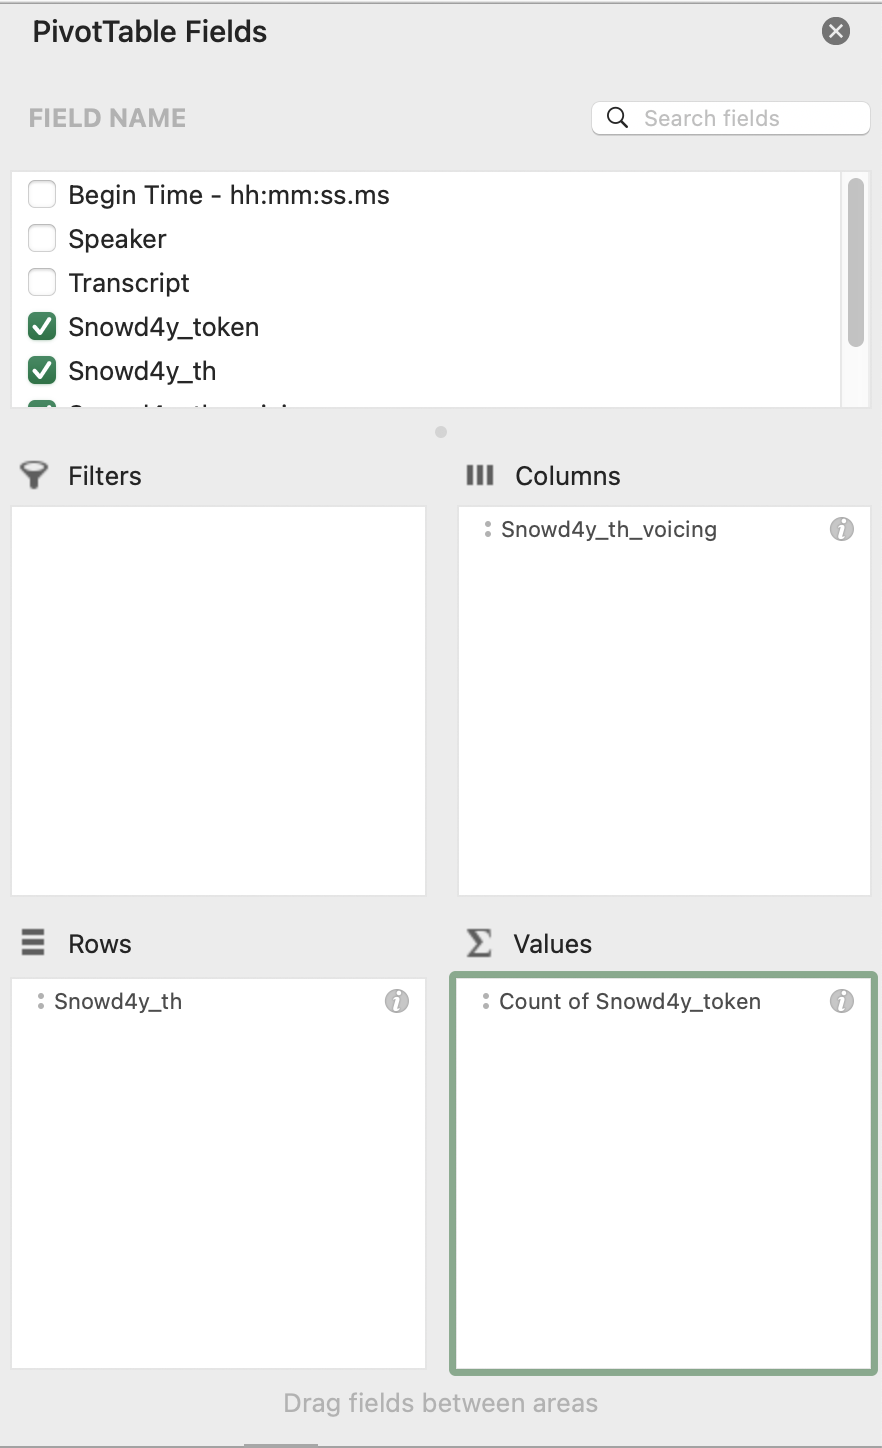 PivotTable Fields
FIELD NAME
Search fields
Begin Time - hh:mm:ss.ms
Speaker
Transcript
Snowd4y_token
Snowd4y_th
Filters
Columns
Snowd4y_th_voicing
Rows
Values
Snowd4y_th
Count of Snowd4y_token
Drag fields between areas